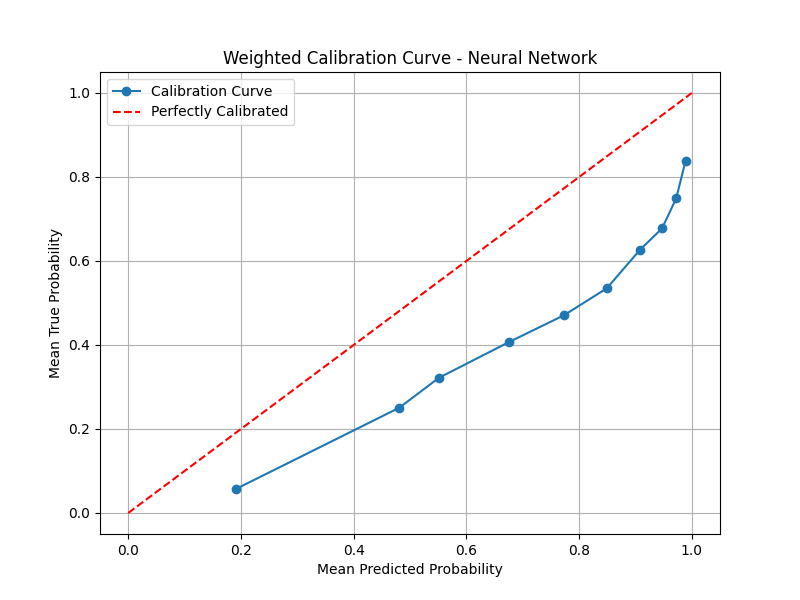 Weighted Calibration Curve - Neural Network
Calibration Curve
Perfectly Calibrated
1.0
0.8
0.6
0.4
0.2
0.0
Mean True Probability
0.0 0.2 0.4 0.6 0.8 1.0
Mean Predicted Probability